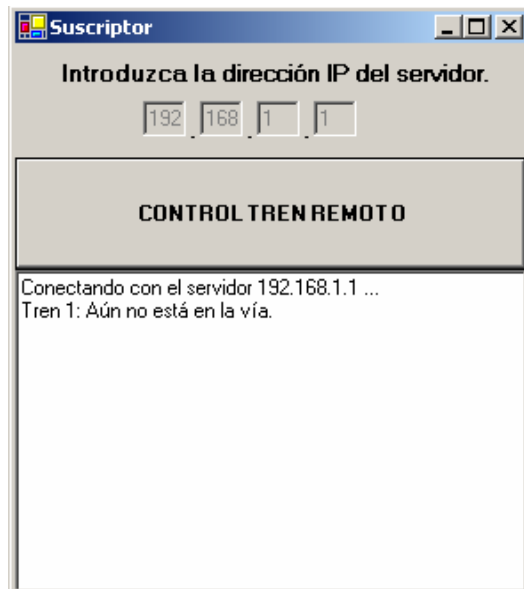 Suscriptor
Introduzca la dirección IP del servidor.
192 . 168 . 1 . 1
CONTROL TREN REMOTO
Conectando con el servidor 192.168.1.1 ...
Tren 1: Aún no está en la vía.